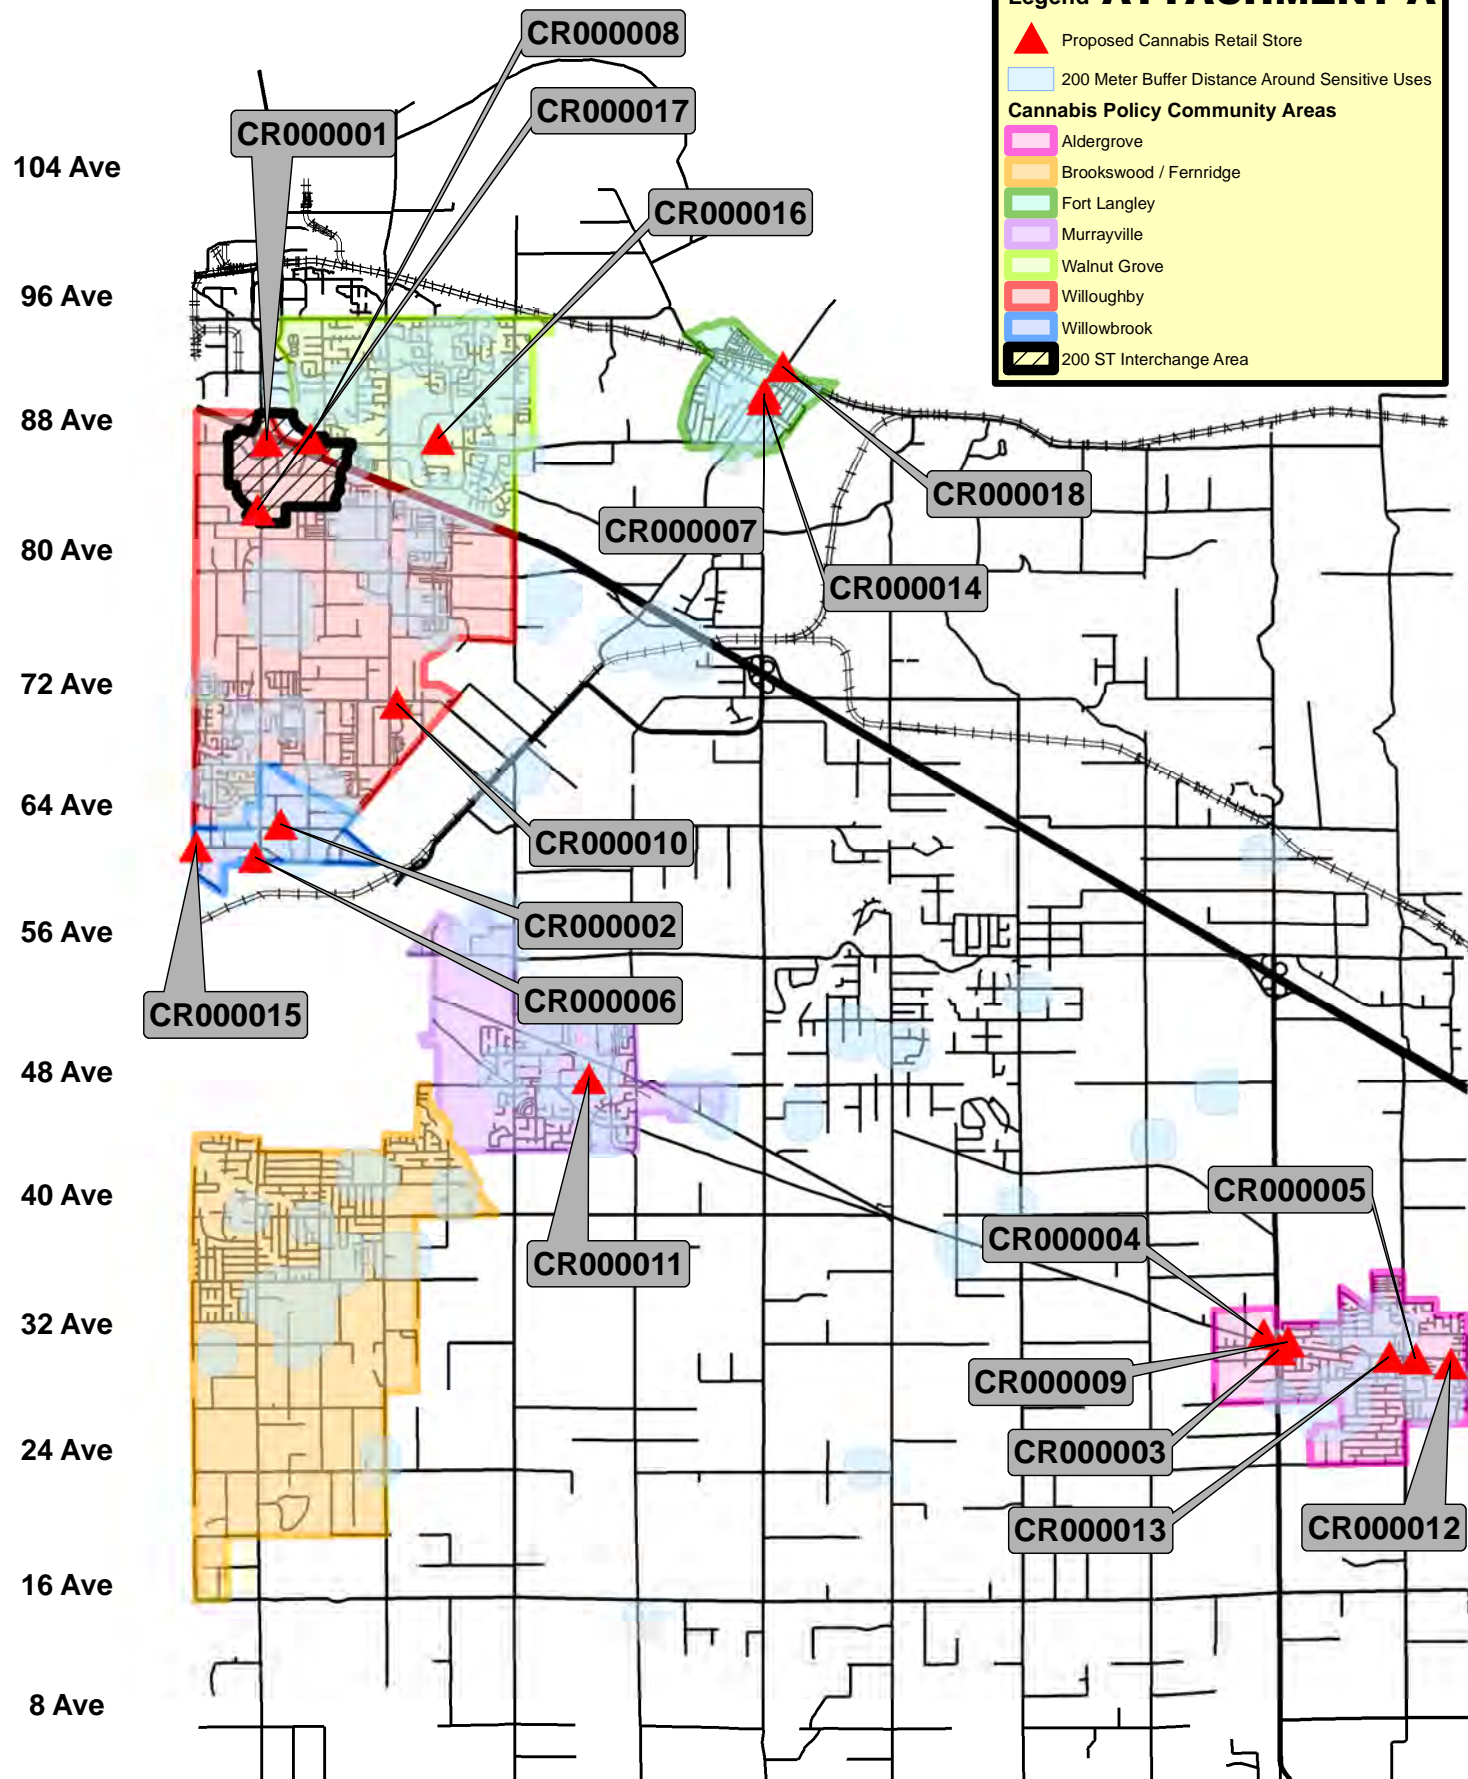 Legend ATTACHMENT A
Proposed Cannabis Retail Store
200 Meter Buffer Distance Around Sensitive Uses
Cannabis Policy Community Areas
Aldergrove
Brookswood / Fernridge
Fort Langley
Murrayville
Walnut Grove
Willoughby
Willowbrook
200 ST Interchange Area
CR000008
CR000017
CR000001
104 Ave
CR000016
96 Ave
88 Ave
CR000018
CR000007
80 Ave
CR000014
72 Ave
64 Ave
CR000010
CR000002
56 Ave
CR000006
CR000015
48 Ave
CR000005
40 Ave
CR000004
CR000011
32 Ave
CR000009
24 Ave
CR000003
CR000013
CR000012
16 Ave
8 Ave